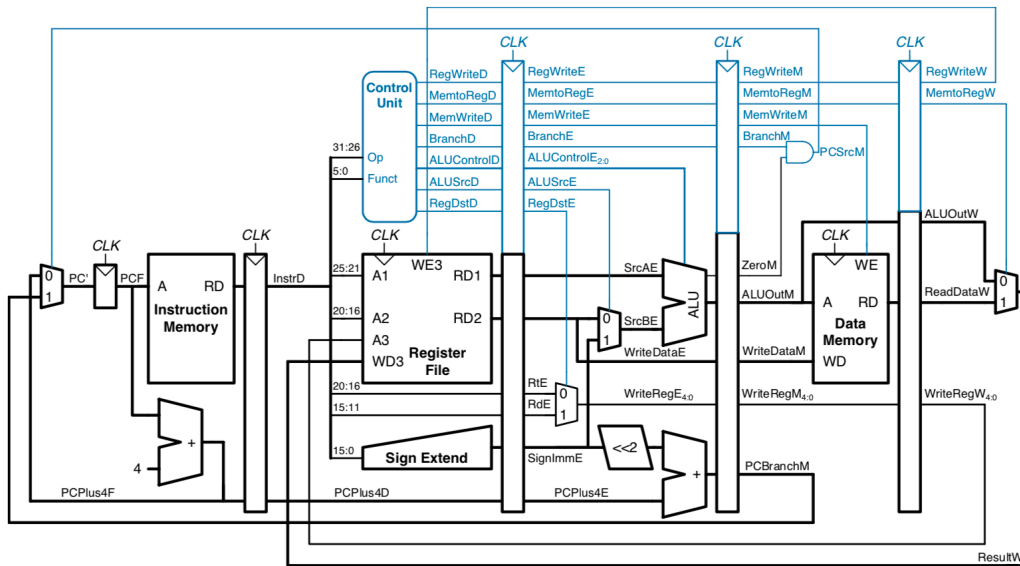 CLK
CLK
CLK
Control
Unit
RegWriteD
RegWriteE
RegWriteM
RegWriteW
MemtoRegD
MemtoRegE
MemtoRegM
MemtoRegW
MemWriteD
MemWriteE
MemWriteM
BranchD
BranchE
BranchM
PCSrcM
31:26
Op
ALUControlD
ALUControlE2:0
5:0
Funct
ALUSrcD
ALUSrcE
RegDstD
RegDstE
ALUOutW
CLK
CLK
CLK
CLK
0
1
PC'
PCF
A
RD
Instruction
Memory
InstrD
25:21
A1
WE3
RD1
SrcAE
ZeroM
WE
0
1
20:16
A2
RD2
0
1
SrcBE
ALU
ALUOutM
A
RD
ReadDataW
A3
Data
Memory
WD3
Register
File
WriteDataE
WriteDataM
WD
20:16
RtE
0
15:11
RdE
1
WriteRegE4:0
WriteRegM4:0
WriteRegW4:0
+
4
15:0
Sign Extend
SignImmE
<<2
+
PCBranchM
PCPlus4F
PCPlus4D
PCPlus4E
ResultW